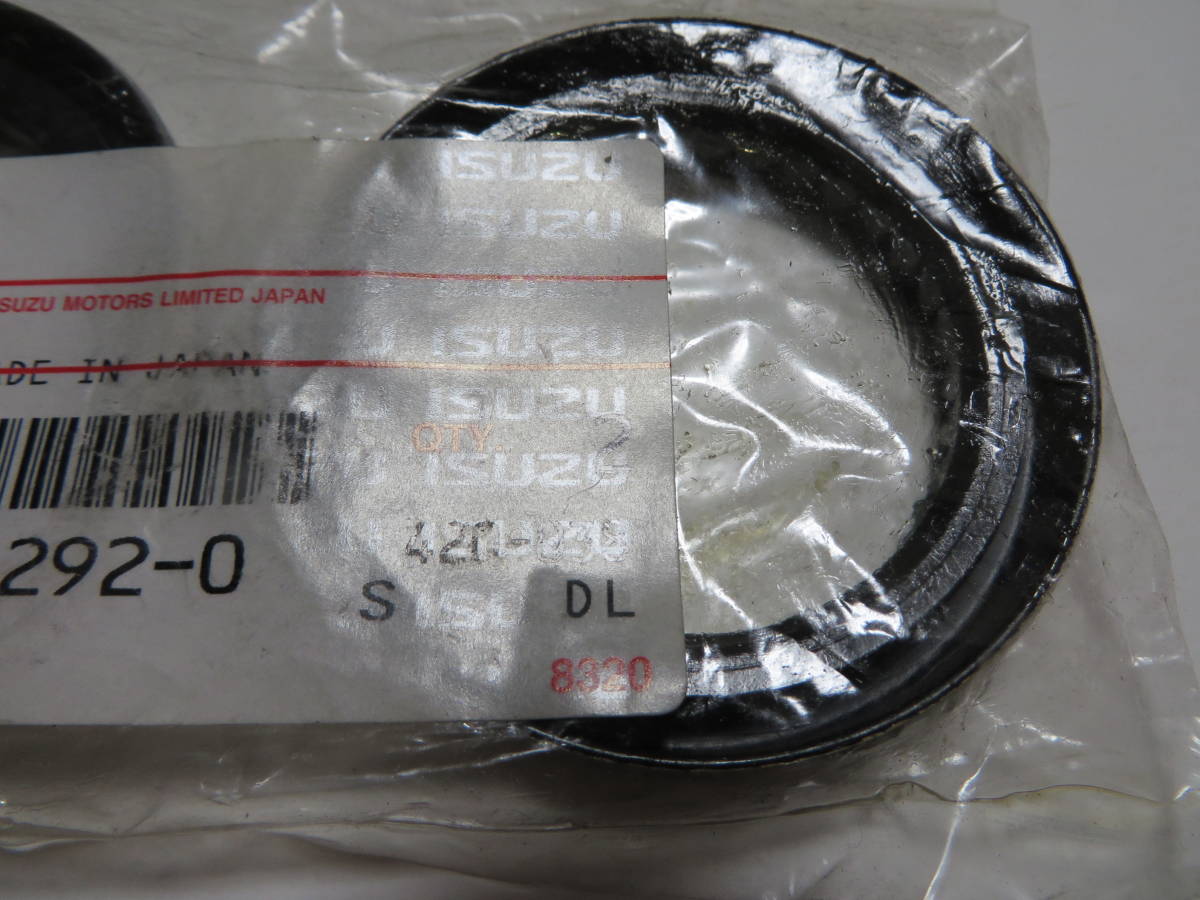 ISUZU
ISUZU
SUZU MOTORS LIMITED JAPAN
ISUZU
DE IN JAPAN
ISUZU
QTY. 2
ISUZU
292-0
S DL
8320